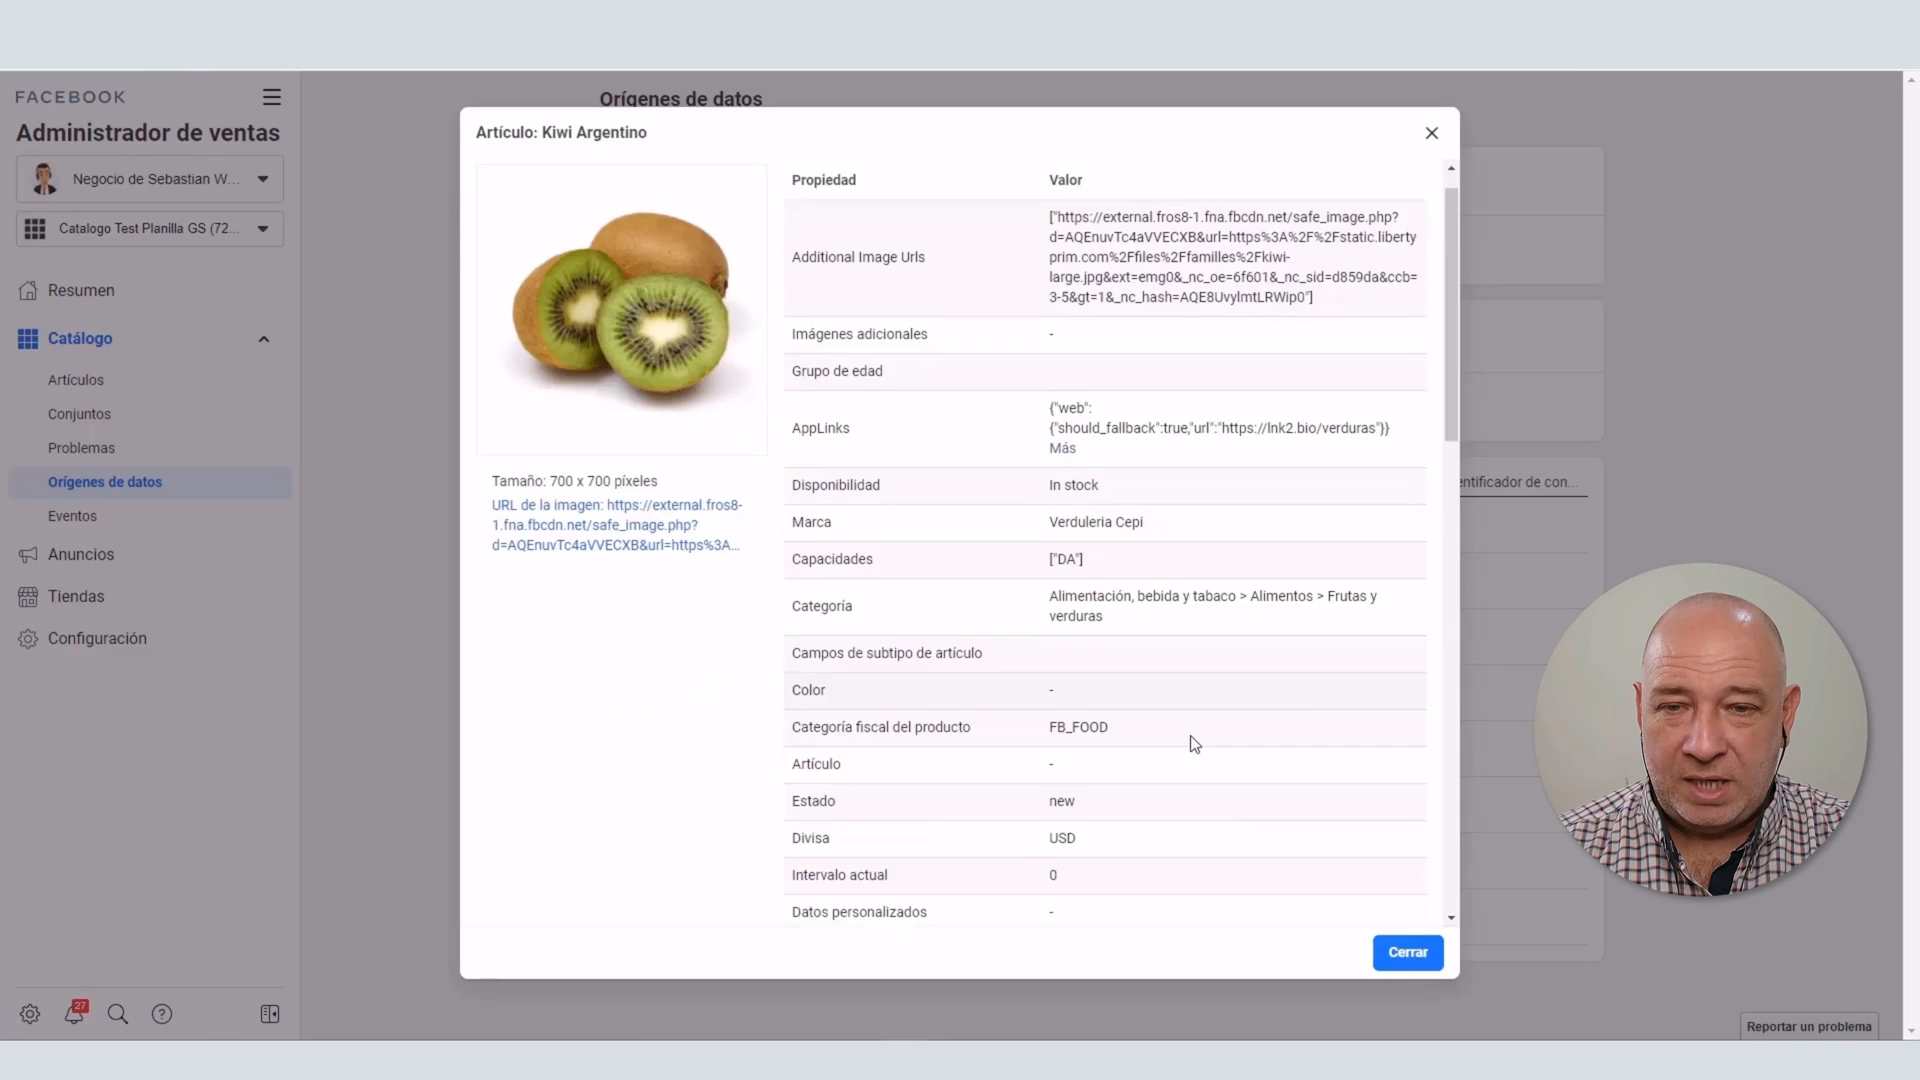 FACEBOOK
Administrador de ventas
Negocio de Sebastian W...
Catalogo Test Planilla GS (72...
Resumen
Catálogo
Artículos
Conjuntos
Problemas
Orígenes de datos
Eventos
Anuncios
Tiendas
Configuración
27
Orígenes de datos
Artículo: Kiwi Argentino
Tamaño: 700 x 700 píxeles
URL de la imagen: https://external.fros8-
1.fna.fbcdn.net/safe_image.php?
d=AQEnuvTc4aVVECXB&url=https%3A...
Propiedad Valor
Additional Image Urls
["https://external.fros8-1.fna.fbcdn.net/safe_image.php?
d=AQEnuvTc4aVVECXB&url=https%3A%2F%2Fstatic.liberty
prim.com%2Ffiles%2Ffamilles%2Fkiwi-
large.jpg&ext=emg0&_nc_oe=6f601&_nc_sid=d859da&ccb=
3-5&gt=1&_nc_hash=AQE8UvylmtLRWip0"]
Imágenes adicionales -
Grupo de edad
AppLinks
{"web":
{"should_fallback":true,"url":"https://lnk2.bio/verduras"}}
Más
Disponibilidad In stock
Marca Verduleria Cepi
Capacidades ["DA"]
Categoría
Alimentación, bebida y tabaco > Alimentos > Frutas y
verduras
Campos de subtipo de artículo
Color -
Categoría fiscal del producto FB_FOOD
Artículo -
Estado new
Divisa USD
Intervalo actual 0
Datos personalizados -
Cerrar
entificador de con...
Reportar un problema